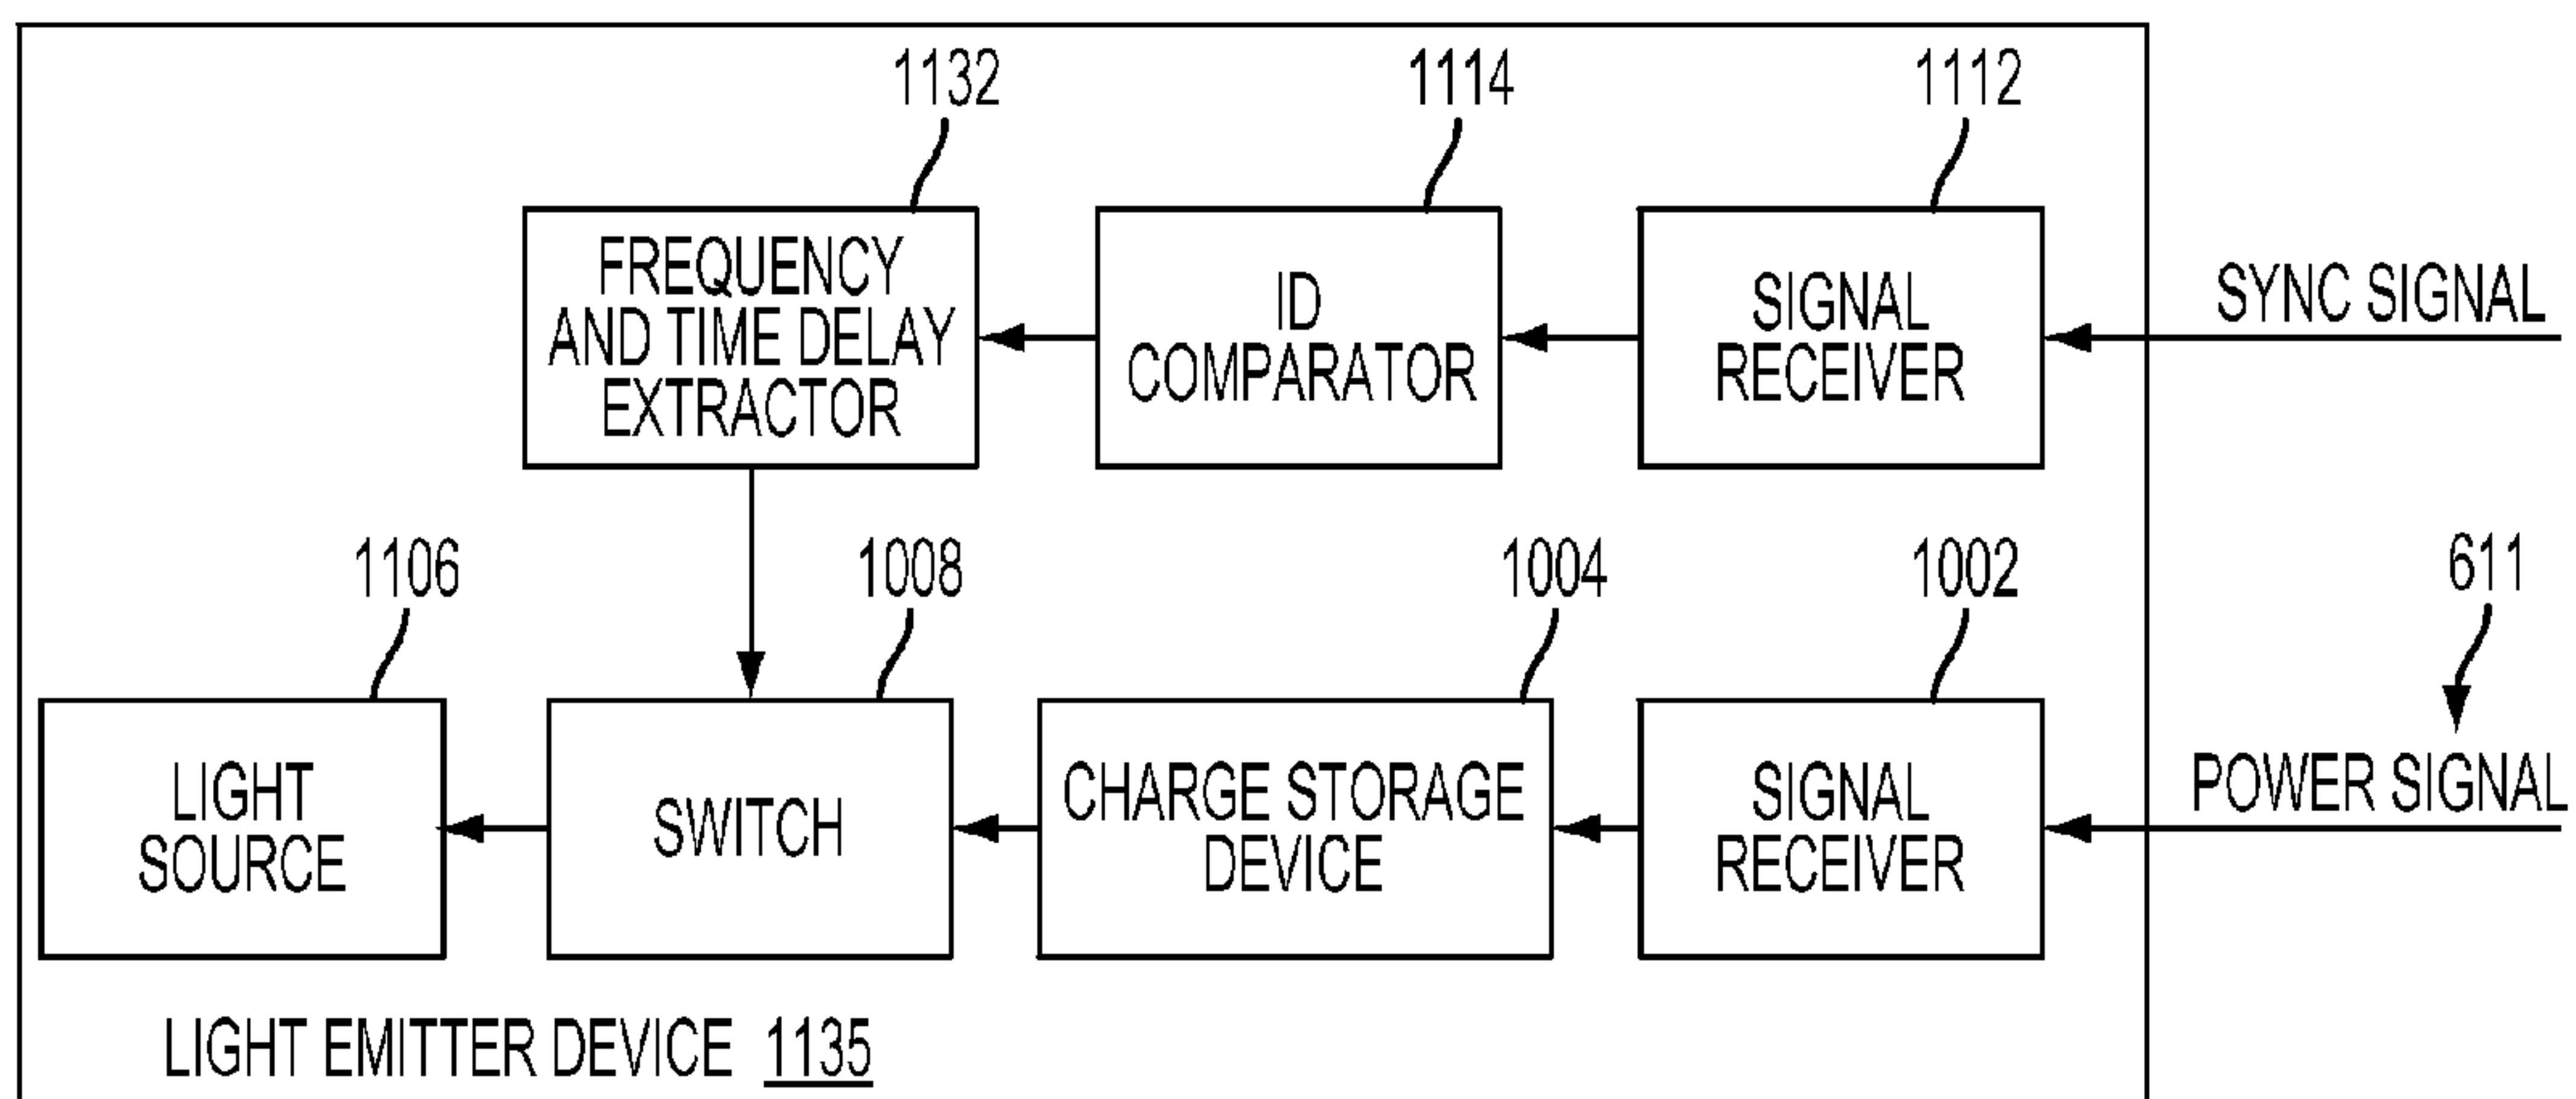 1132
1114
1112
FREQUENCY
AND TIME DELAY
EXTRACTOR
ID
COMPARATOR
SIGNAL
RECEIVER
SYNC SIGNAL
1106
1008
1004
1002
611
LIGHT
SOURCE
SWITCH
CHARGE STORAGE
DEVICE
SIGNAL
RECEIVER
POWER SIGNAL
LIGHT EMITTER DEVICE 1135